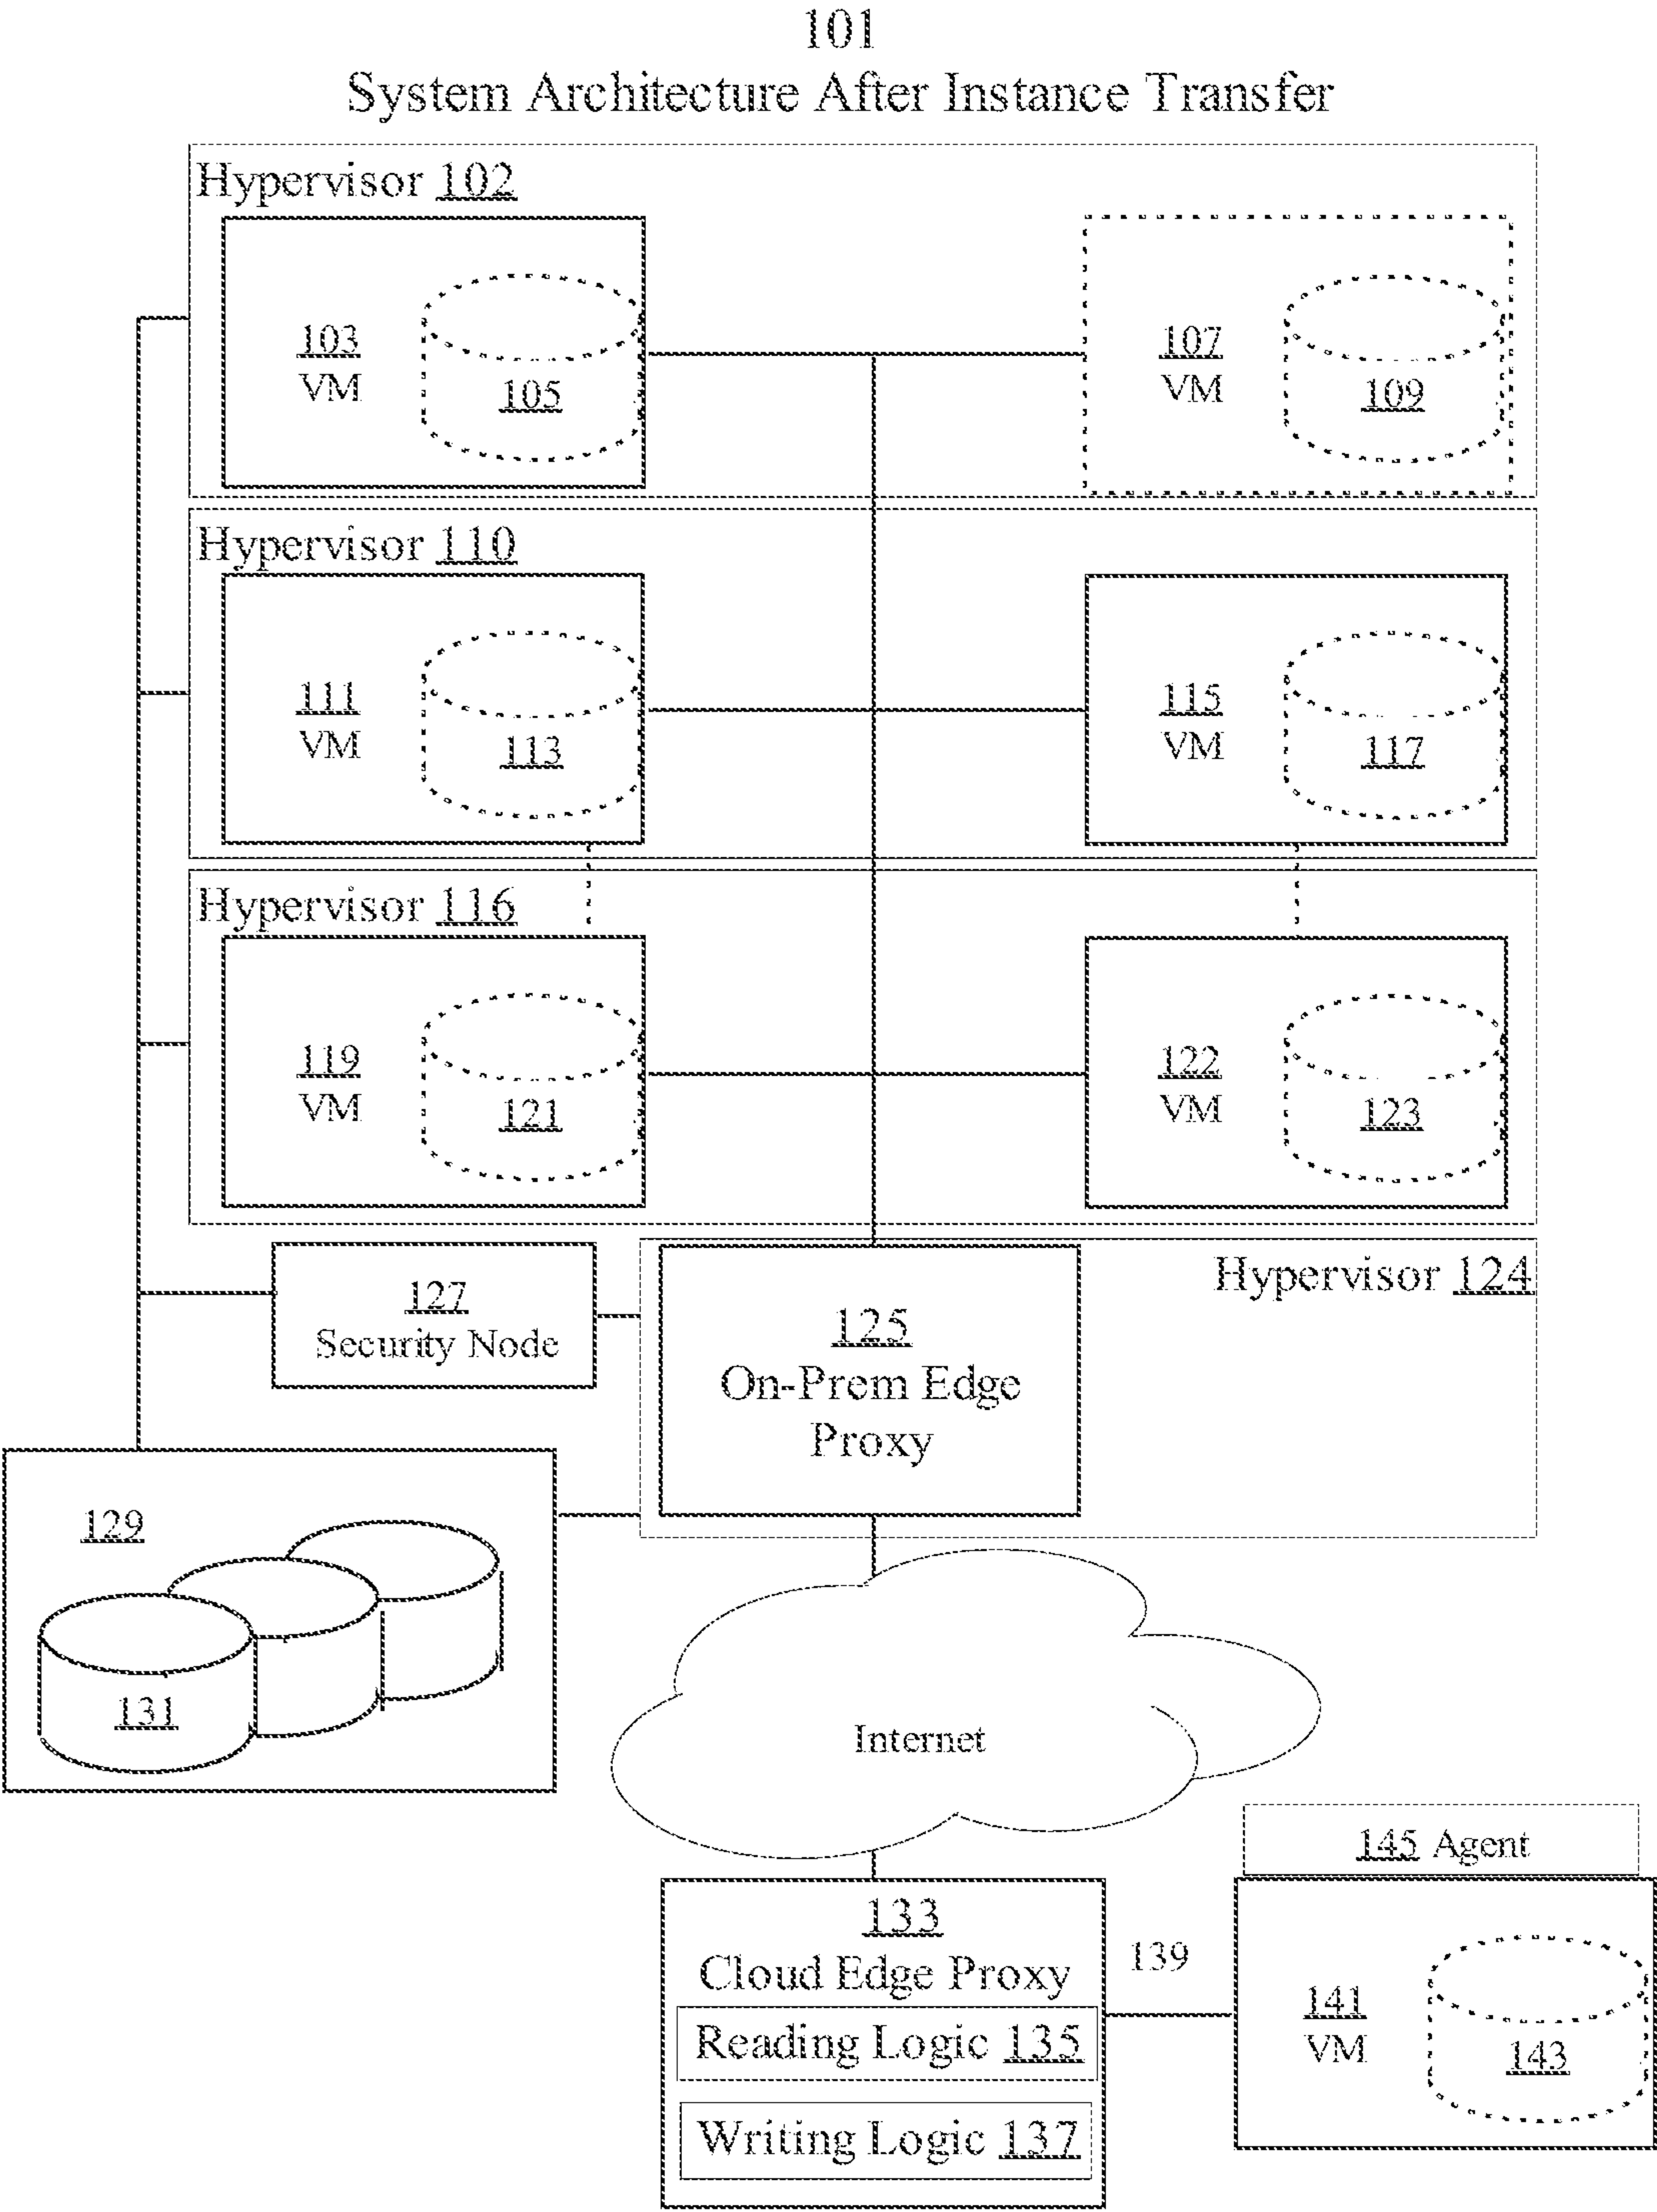 101
System Architecture After Instance Transfer
Hypervisor 102
103
VM
105
107
VM
109
Hypervisor 110
111
VM
113
115
VM
117
Hypervisor 116
119
VM
121
122
VM
123
127
Security Node
Hypervisor 124
125
On-Prem Edge
Proxy
129
131
Internet
145 Agent
133
Cloud Edge Proxy
139
Reading Logic 135
Writing Logic 137
141
VM
143